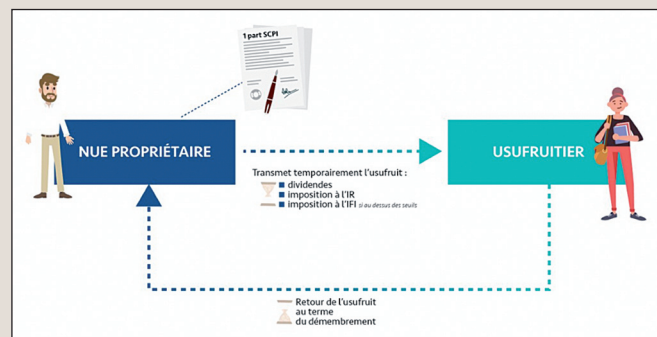 1 part SCPI
NUE PROPRIÉTAIRE
USUFRUITIER
Transmet temporairement l'usufruit :
■ dividendes
■ imposition à l'IR
■ imposition à l'IFI si au dessus des seuils
Retour de l'usufruit
au terme
du démembrement